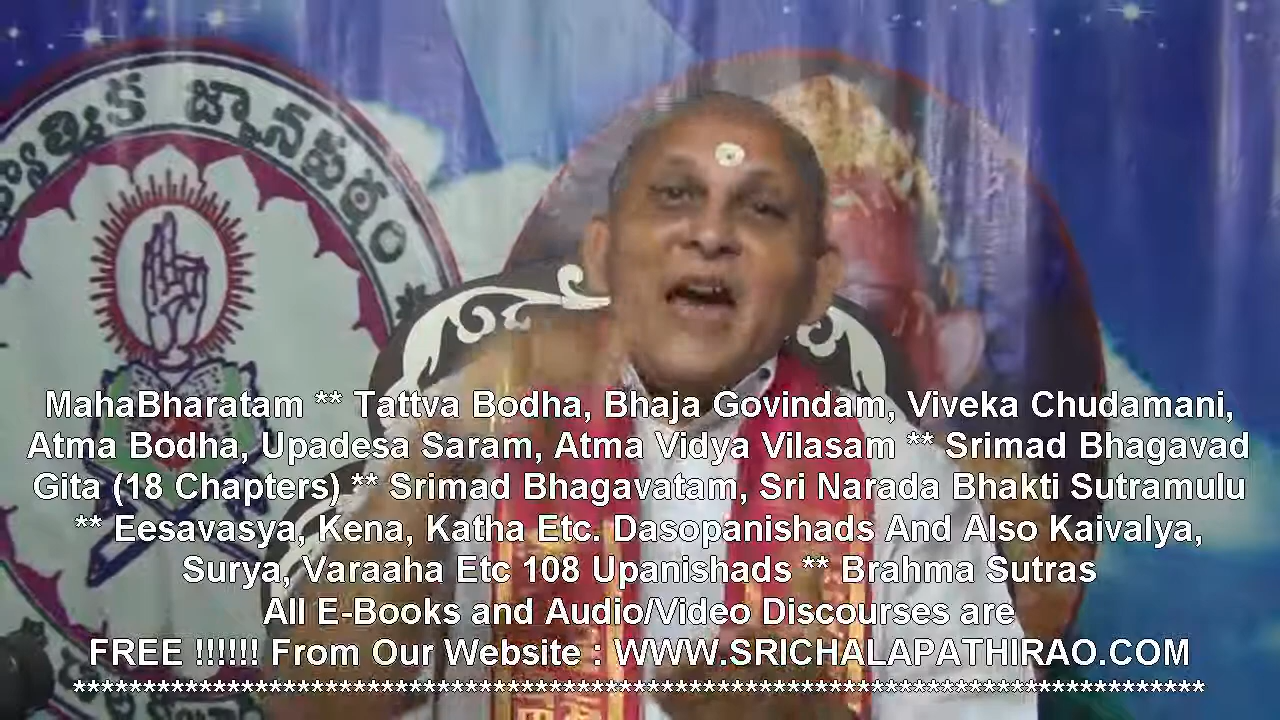 జ్ఞానవర్షం
MahaBharatam ** Tattva Bodha, Bhaja Govindam, Viveka Chudamani,
Atma Bodha, Upadesa Saram, Atma Vidya Vilasam ** Srimad Bhagavad
Gita (18 Chapters) ** Srimad Bhagavatam, Sri Narada Bhakti Sutramulu
** Eesavasya, Kena, Katha Etc. Dasopanishads And Also Kaivalya,
Surya, Varaaha Etc 108 Upanishads ** Brahma Sutras
All E-Books and Audio/Video Discourses are
FREE !!!!!! From Our Website : WWW.SRICHALAPATHIRAO.COM